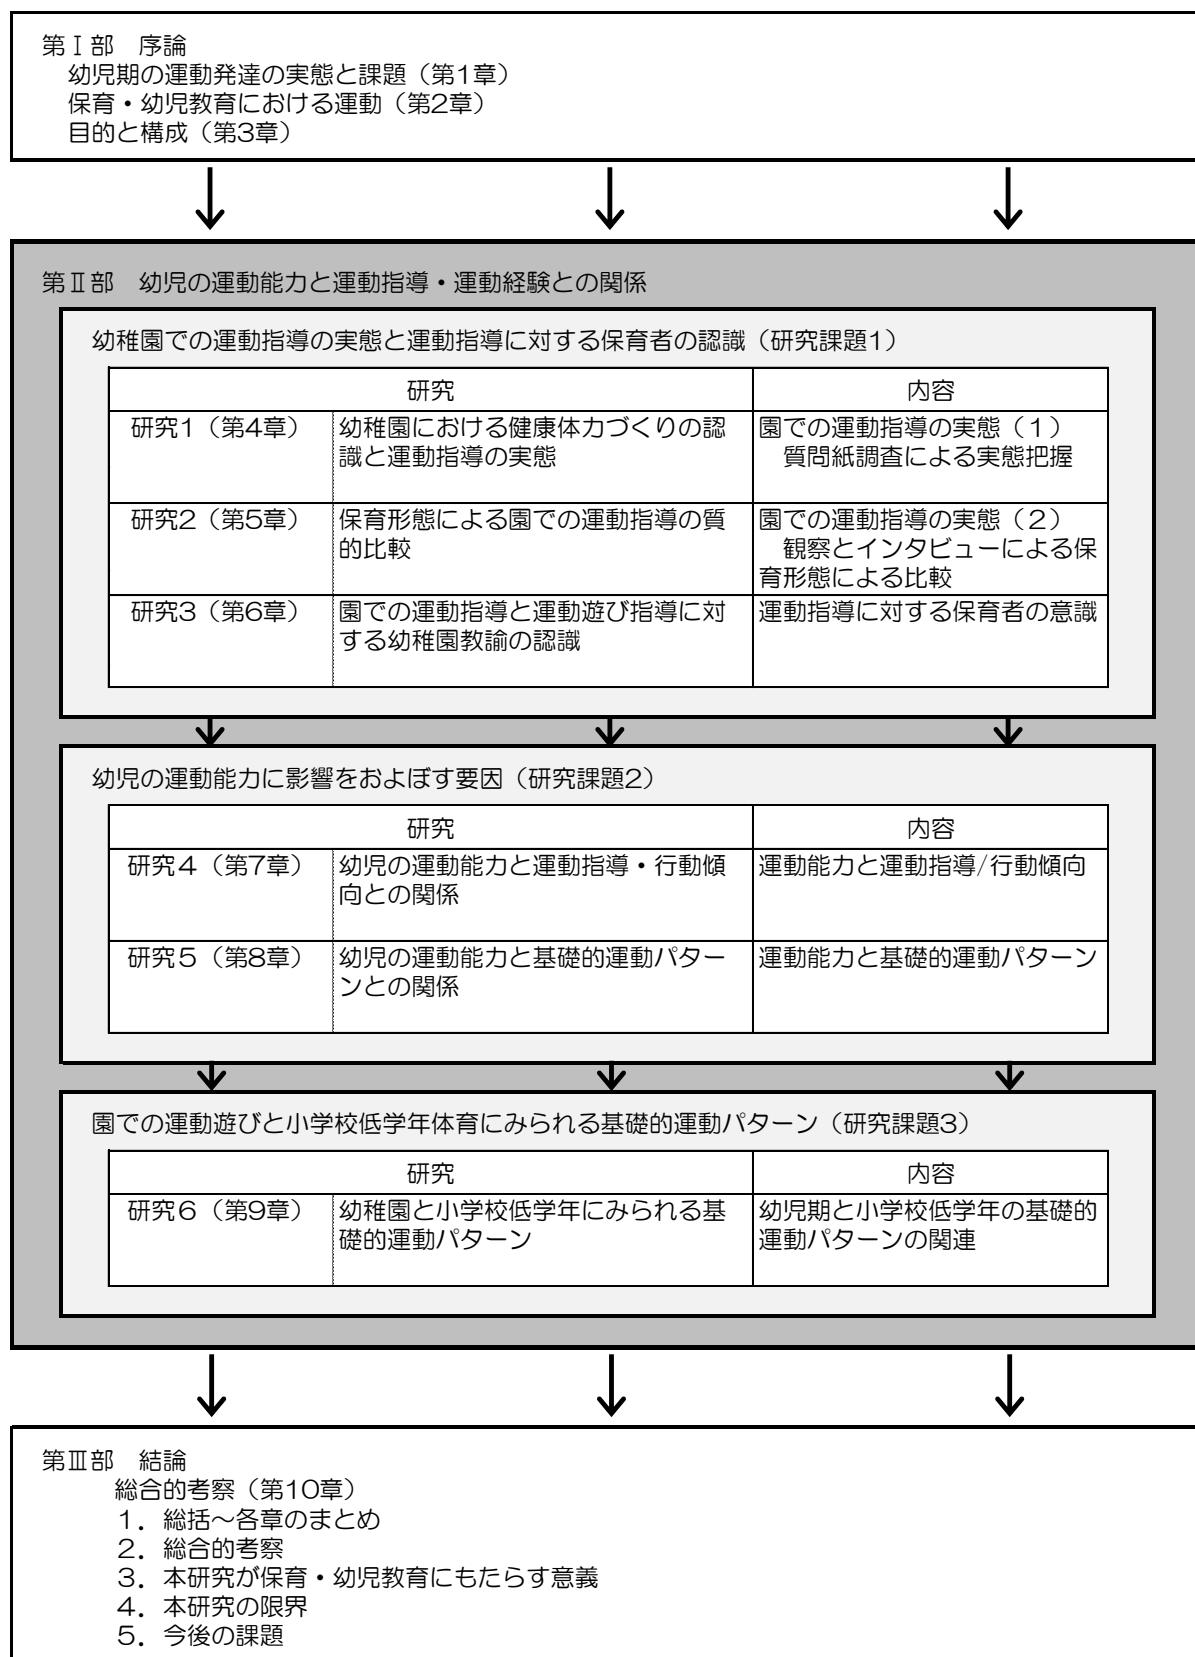 第Ⅰ部　序論
幼児期の運動発達の実態と課題（第1章）
保育・幼児教育における運動（第2章）
目的と構成（第3章）
第Ⅱ部　幼児の運動能力と運動指導・運動経験との関係
幼稚園での運動指導の実態と運動指導に対する保育者の認識（研究課題1）
研究　内容
研究1（第4章）　幼稚園における健康体力づくりの認　園での運動指導の実態（１）
識と運動指導の実態　質問紙調査による実態把握
研究2（第5章）　保育形態による園での運動指導の質　園での運動指導の実態（２）
的比較　観察とインタビューによる保
育形態による比較
研究3（第6章）　園での運動指導と運動遊び指導に対　運動指導に対する保育者の意識
する幼稚園教諭の認識
幼児の運動能力に影響をおよぼす要因（研究課題2）
研究　内容
研究４（第7章）　幼児の運動能力と運動指導・行動傾　運動能力と運動指導/行動傾向
向との関係
研究５（第8章）　幼児の運動能力と基礎的運動パター　運動能力と基礎的運動パターン
ンとの関係
園での運動遊びと小学校低学年体育にみられる基礎的運動パターン（研究課題3）
研究　内容
研究６（第9章）　幼稚園と小学校低学年にみられる基　幼児期と小学校低学年の基礎的
礎的運動パターン　運動パターンの関連
第Ⅲ部　結論
総合的考察（第10章）
１．総括～各章のまとめ
２．総合的考察
３．本研究が保育・幼児教育にもたらす意義
４．本研究の限界
５．今後の課題